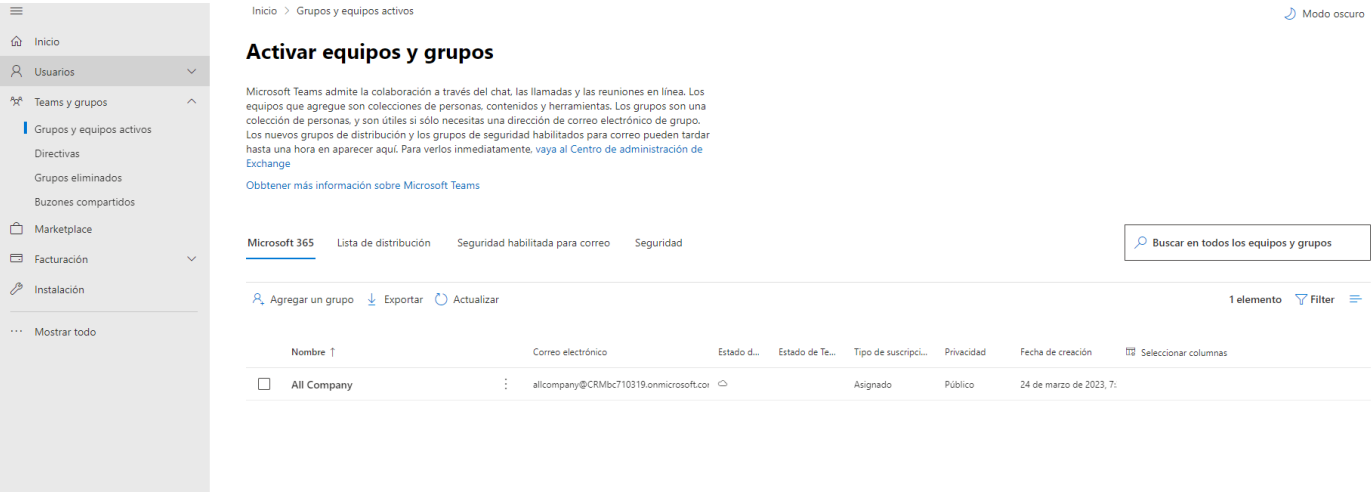 Inicio > Grupos y equipos activos
Modo oscuro
Inicio
Usuarios
Teams y grupos
Grupos y equipos activos
Directivas
Grupos eliminados
Buzones compartidos
Marketplace
Facturación
Instalación
Mostrar todo
Activar equipos y grupos
Microsoft Teams admite la colaboración a través del chat, las llamadas y las reuniones en línea. Los
equipos que agregue son colecciones de personas, contenidos y herramientas. Los grupos son una
colección de personas, y son útiles si sólo necesitas una dirección de correo electrónico de grupo.
Los nuevos grupos de distribución y los grupos de seguridad habilitados para correo pueden tardar
hasta una hora en aparecer aquí. Para verlos inmediatamente, vaya al Centro de administración de
Exchange
Obbtener más información sobre Microsoft Teams
Microsoft 365 Lista de distribución Seguridad habilitada para correo Seguridad
Buscar en todos los equipos y grupos
Agregar un grupo Exportar Actualizar
1 elemento Filter
Nombre ↑ Correo electrónico Estado d... Estado de Te... Tipo de suscripci... Privacidad Fecha de creación Seleccionar columnas
All Company allcompany@CRMbc710319.onmicrosoft.cor Asignado Público 24 de marzo de 2023, 7: